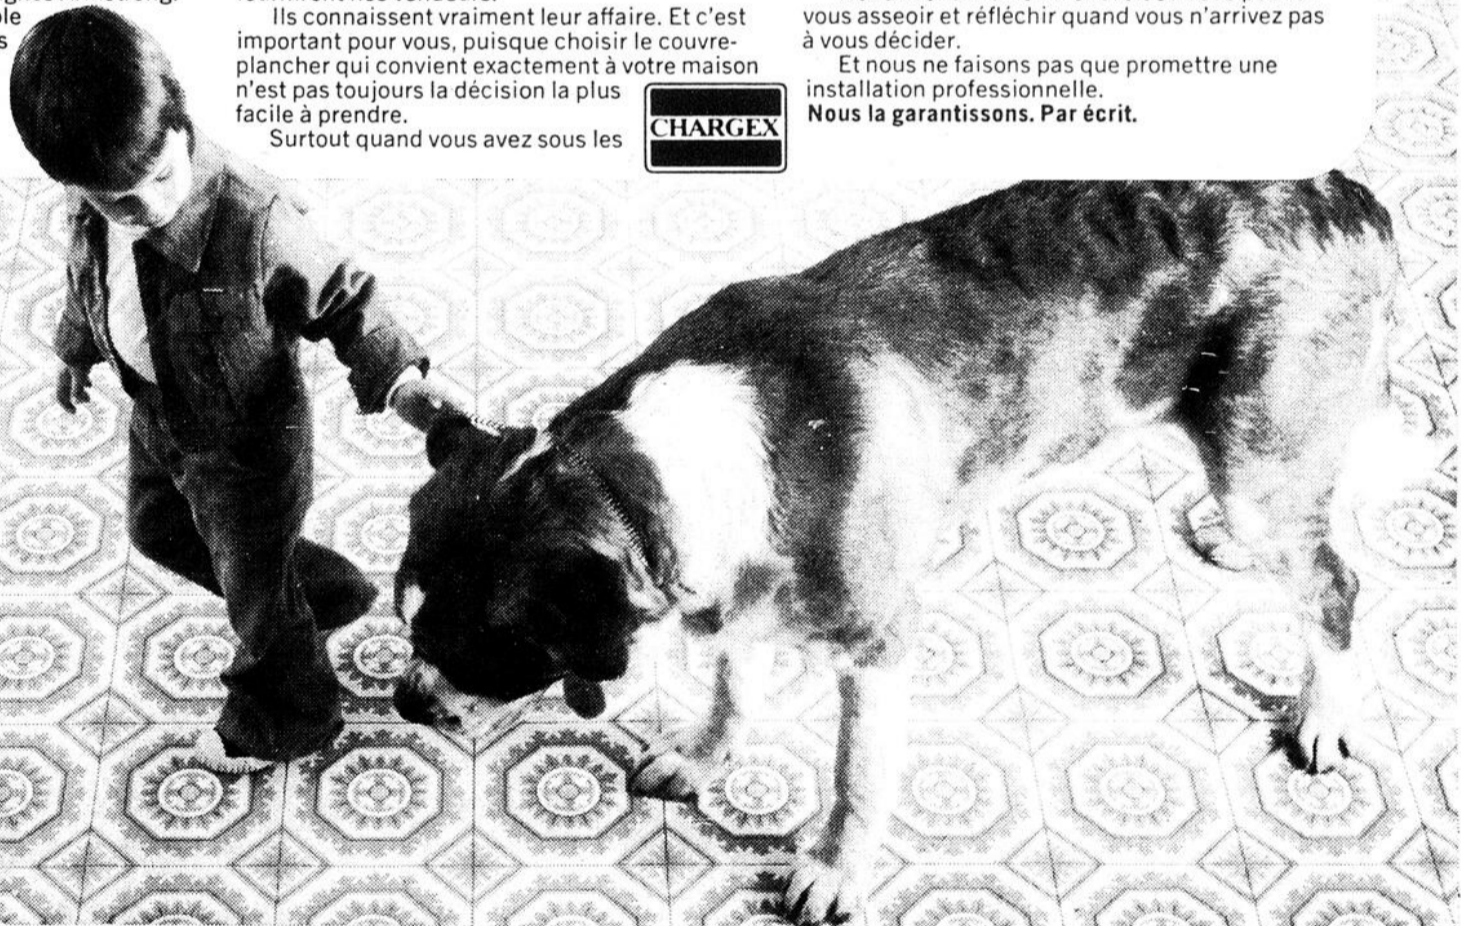 ole
s
Ils connaissent vraiment leur affaire. Et c'est
important pour vous, puisque choisir le couvre-
plancher qui convient exactement à votre maison
n'est pas toujours la décision la plus
facile à prendre.
Surtout quand vous avez sous les
CHARGEX
vous asseoir et réfléchir quand vous n'arrivez pas
à vous décider.
Et nous ne faisons pas que promettre une
installation professionnelle.
Nous la garantissons. Par écrit.